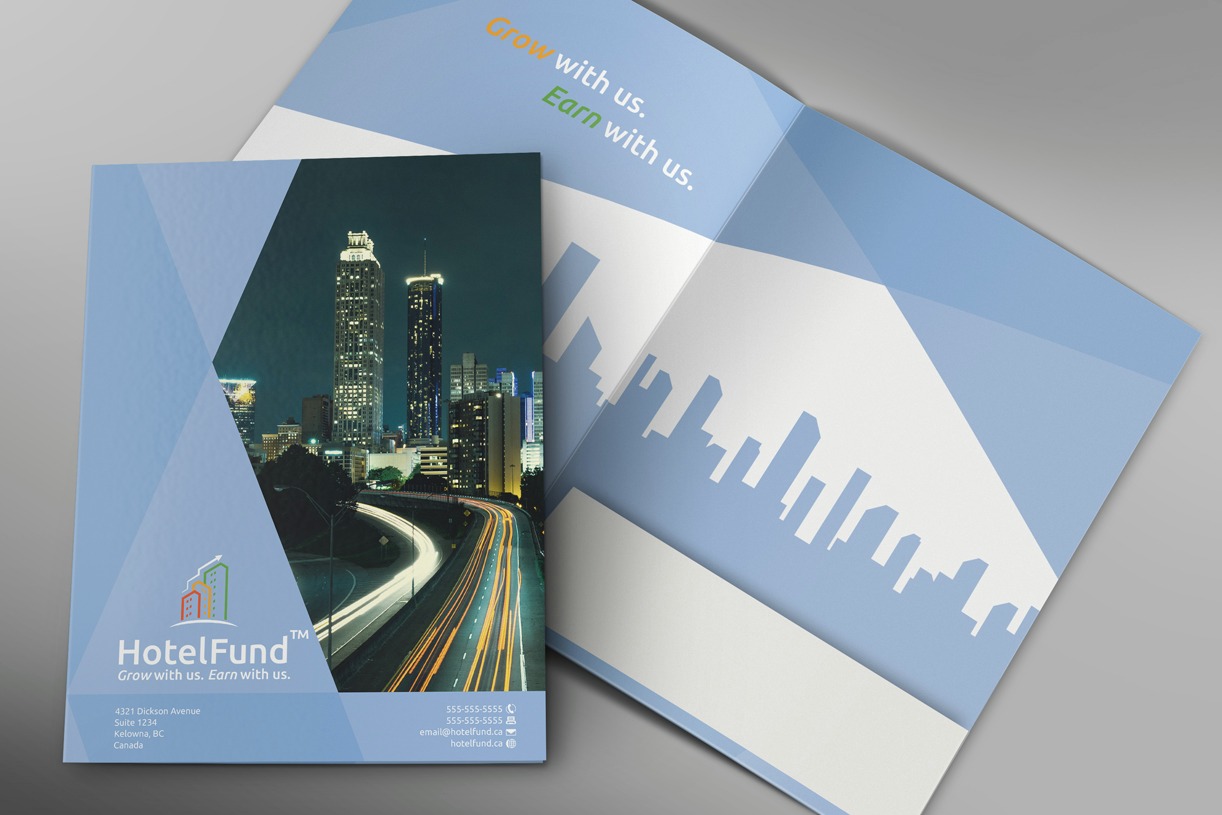 Grow with us.
Earn with us.
HotelFund™
Grow with us. Earn with us.
4321 Dickson Avenue
Suite 1234
Kelowna, BC
Canada
555-555-5555
555-555-5555
email@hotelfund.ca
hotelfund.ca